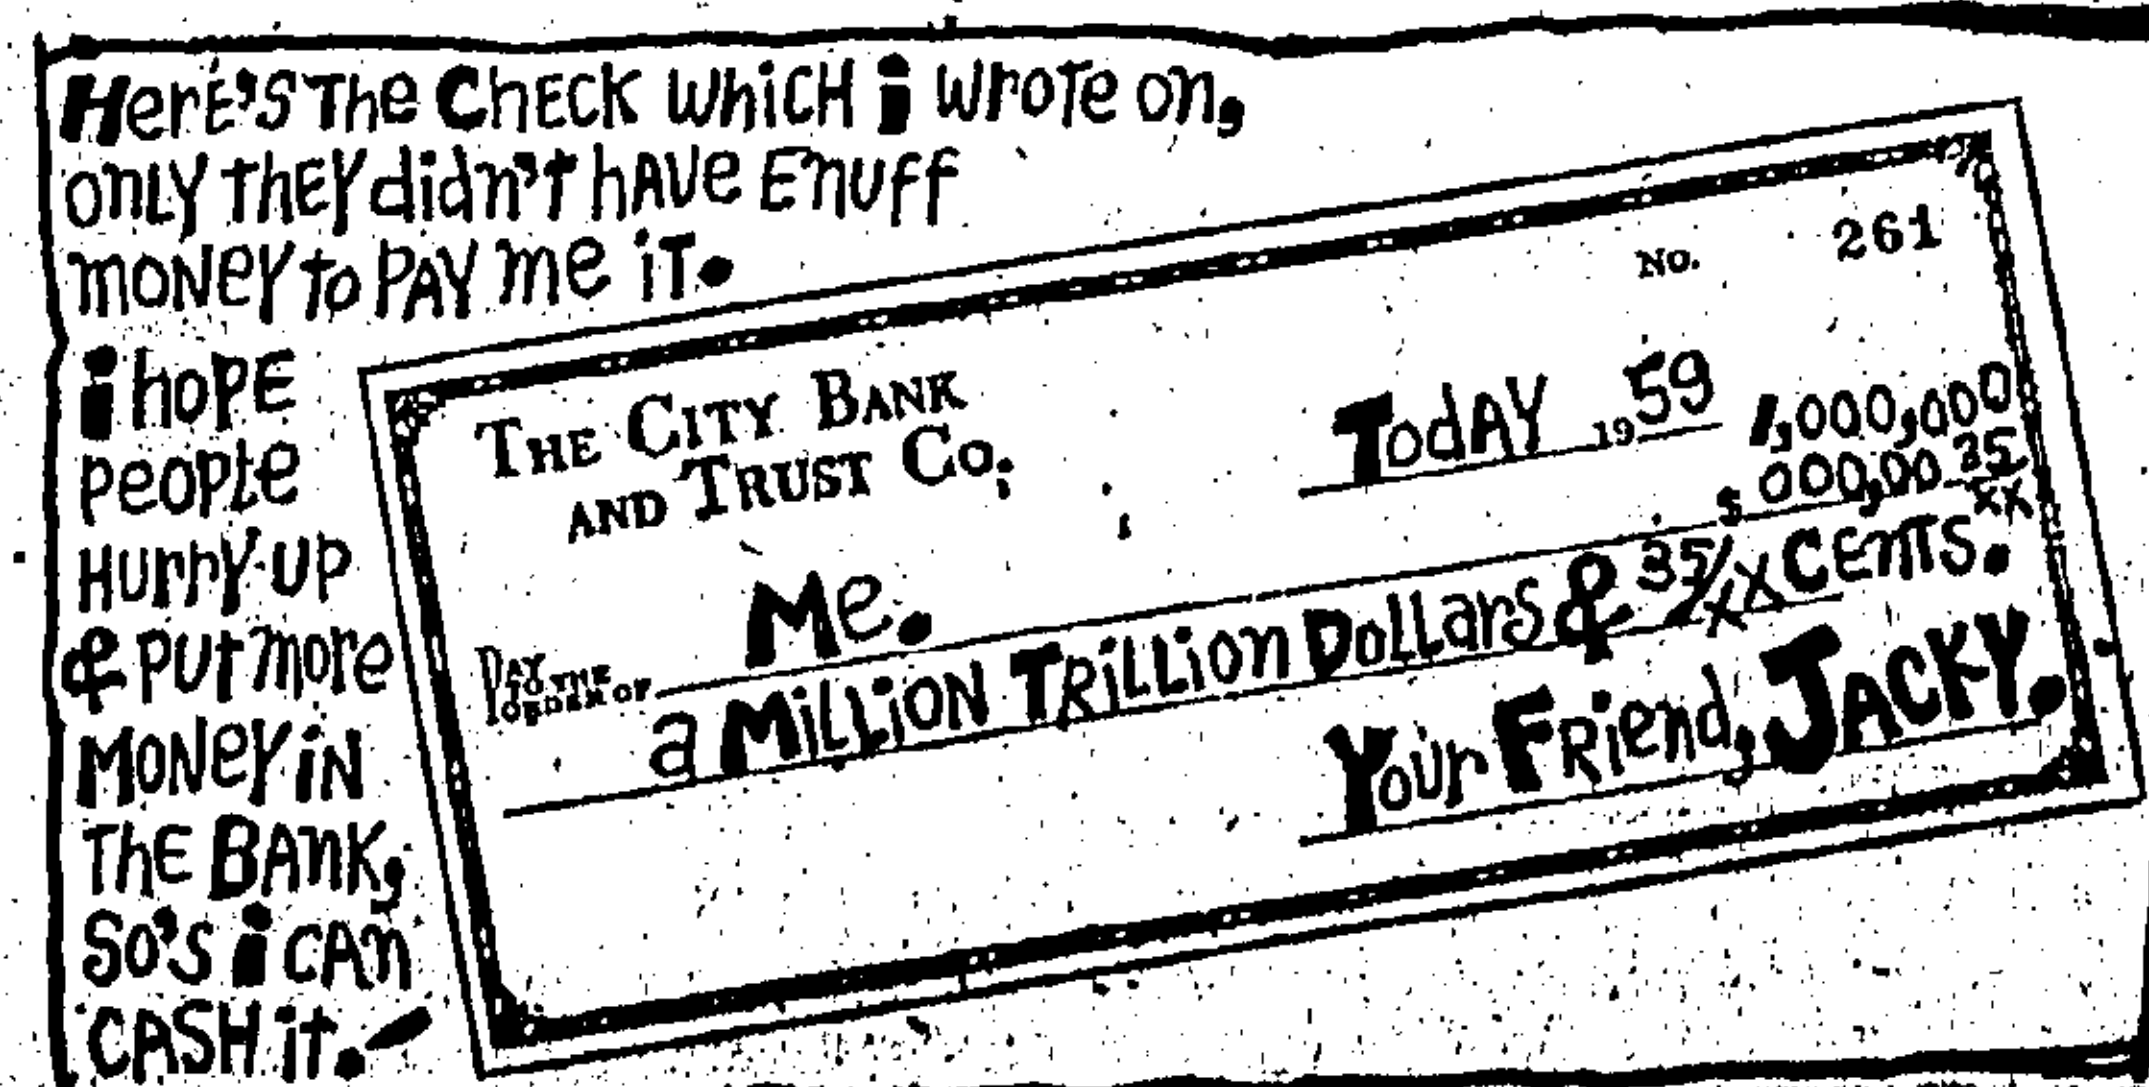 HerE'S The ChECK WhiCH i WroTe on,
onLY ThEY didn't hAVe EnuFF
moNeY to PAY me iT.
i hoPE
PeoPLe
HurrY-UP
& PuT more
MoNeY iN
ThE BAnK,
So'S i CAn
CASH iT.
No. 261
The City Bank
and Trust Co.
TodAY 1959
1,000,000
$ 000,00 35/xx
Pay
to the
order of Me.
a MiLLiON TRiLLion DoLLars & 35/xx CEnTS.
Your FRiend, JACKY.